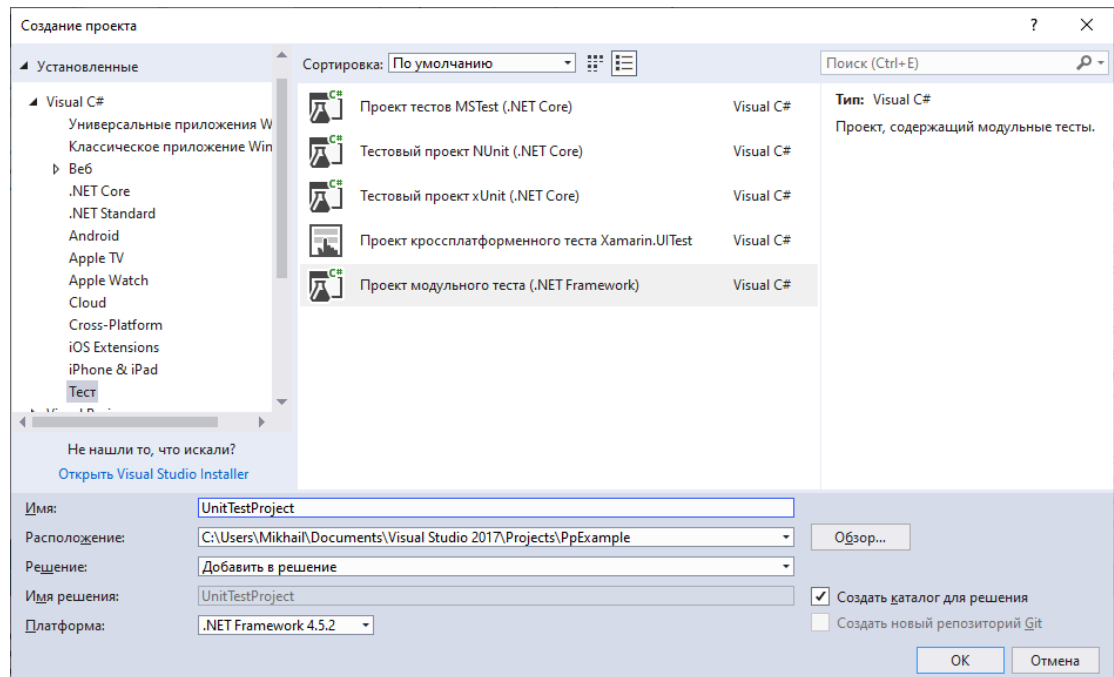 Создание проекта
? ×
Установленные
Сортировка: По умолчанию
Поиск (Ctrl+E)
Visual C#
Универсальные приложения W
Классическое приложение Win
Веб
.NET Core
.NET Standard
Android
Apple TV
Apple Watch
Cloud
Cross-Platform
iOS Extensions
iPhone & iPad
Тест
Не нашли то, что искали?
Открыть Visual Studio Installer
C# Проект тестов MSTest (.NET Core) Visual C#
C# Тестовый проект NUnit (.NET Core) Visual C#
C# Тестовый проект xUnit (.NET Core) Visual C#
Проект кроссплатформенного теста Xamarin.UITest Visual C#
C# Проект модульного теста (.NET Framework) Visual C#
Тип: Visual C#
Проект, содержащий модульные тесты.
Имя: UnitTestProject
Расположение: C:\Users\Mikhail\Documents\Visual Studio 2017\Projects\PpExample Обзор...
Решение: Добавить в решение
Имя решения: UnitTestProject
Создать каталог для решения
Платформа: .NET Framework 4.5.2
Создать новый репозиторий Git
ОК Отмена